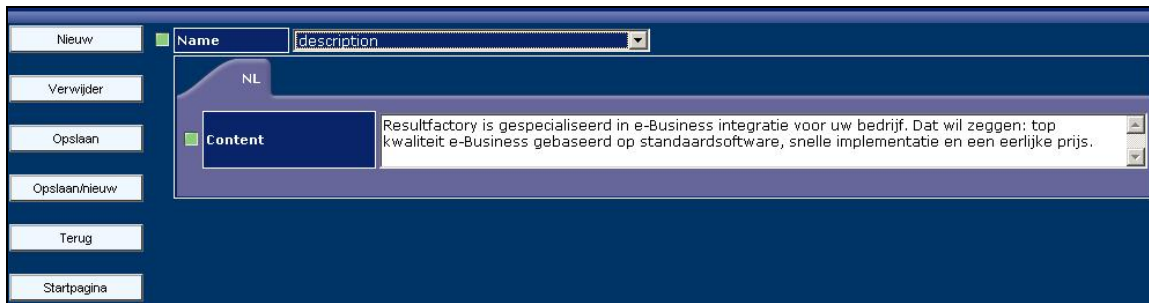 Nieuw
Name
description
Verwijder
NL
Opslaan
Content
Resultfactory is gespecialiseerd in e-Business integratie voor uw bedrijf. Dat wil zeggen: top
kwaliteit e-Business gebaseerd op standaardsoftware, snelle implementatie en een eerlijke prijs.
Opslaan/nieuw
Terug
Startpagina